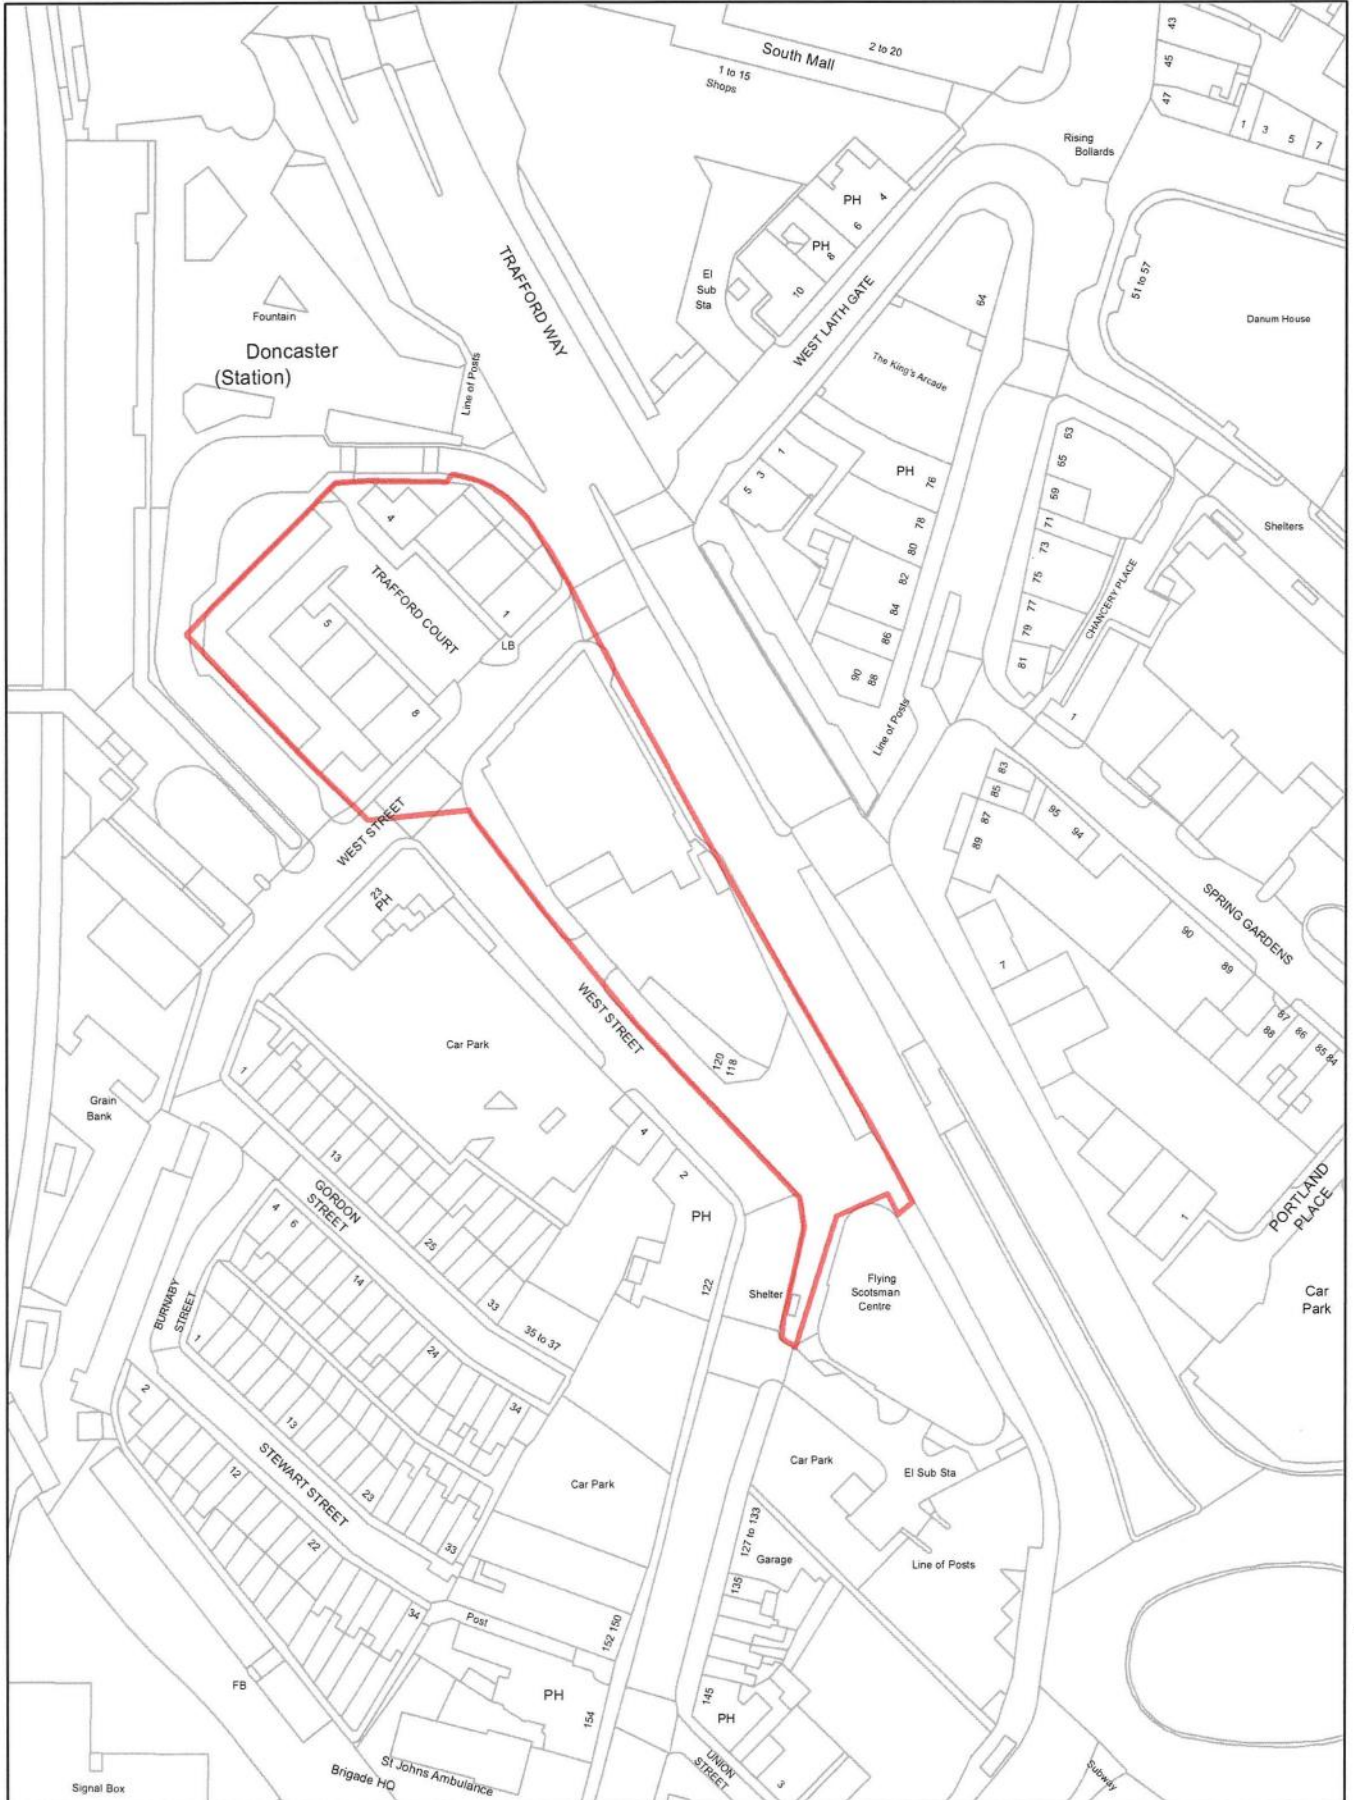 South Mall
2 to 20
1 to 15
Shops
43
45
47
1
3
5
7
Rising
Bollards
PH
4
6
PH
8
10
El
Sub
Sta
TRAFFORD WAY
WEST LAITH GATE
64
51 to 57
Danum House
Fountain
Doncaster
(Station)
Line of Posts
The King's Arcade
1
3
5
PH
76
78
80
82
84
86
88
90
Line of Posts
63
65
69
71
73
75
77
79
81
Shelters
CHANCERY PLACE
1
4
TRAFFORD COURT
1
5
LB
8
WEST STREET
83
85
87
89
95
94
SPRING GARDENS
90
89
87
88
86
85 84
7
23
PH
WEST STREET
120
118
Car Park
Grain
Bank
1
13
GORDON
STREET
25
33
35 to 37
4
2
PH
122
Shelter
Flying
Scotsman
Centre
PORTLAND
PLACE
1
Car
Park
4
6
14
24
34
BURNABY
STREET
1
13
23
33
STEWART STREET
2
12
22
34
Car Park
Car Park
El Sub Sta
127 to 133
Garage
135
Line of Posts
Post
152 150
145
PH
PH
154
FB
UNION
STREET
3
Subway
St Johns Ambulance
Brigade HQ
Signal Box